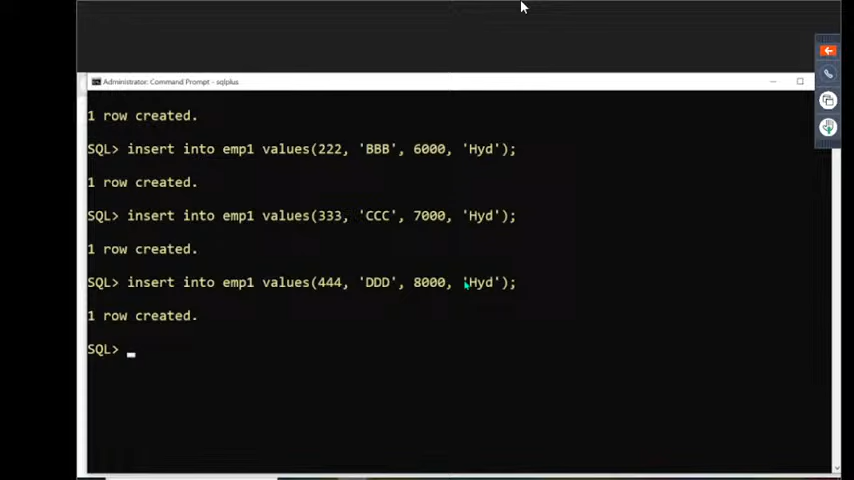 Administrator: Command Prompt - sqlplus
1 row created.
SQL> insert into emp1 values(222, 'BBB', 6000, 'Hyd');
1 row created.
SQL> insert into emp1 values(333, 'CCC', 7000, 'Hyd');
1 row created.
SQL> insert into emp1 values(444, 'DDD', 8000, 'Hyd');
1 row created.
SQL>